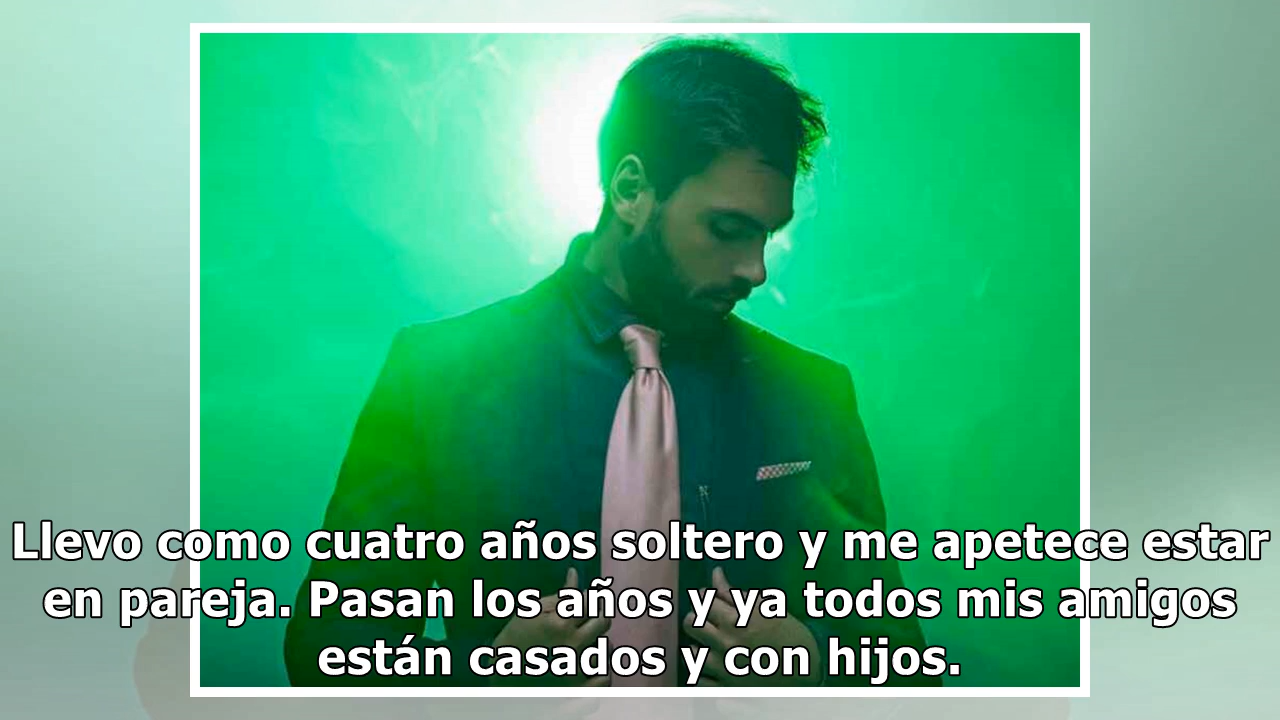 Llevo como cuatro años soltero y me apetece estar
en pareja. Pasan los años y ya todos mis amigos
están casados y con hijos.